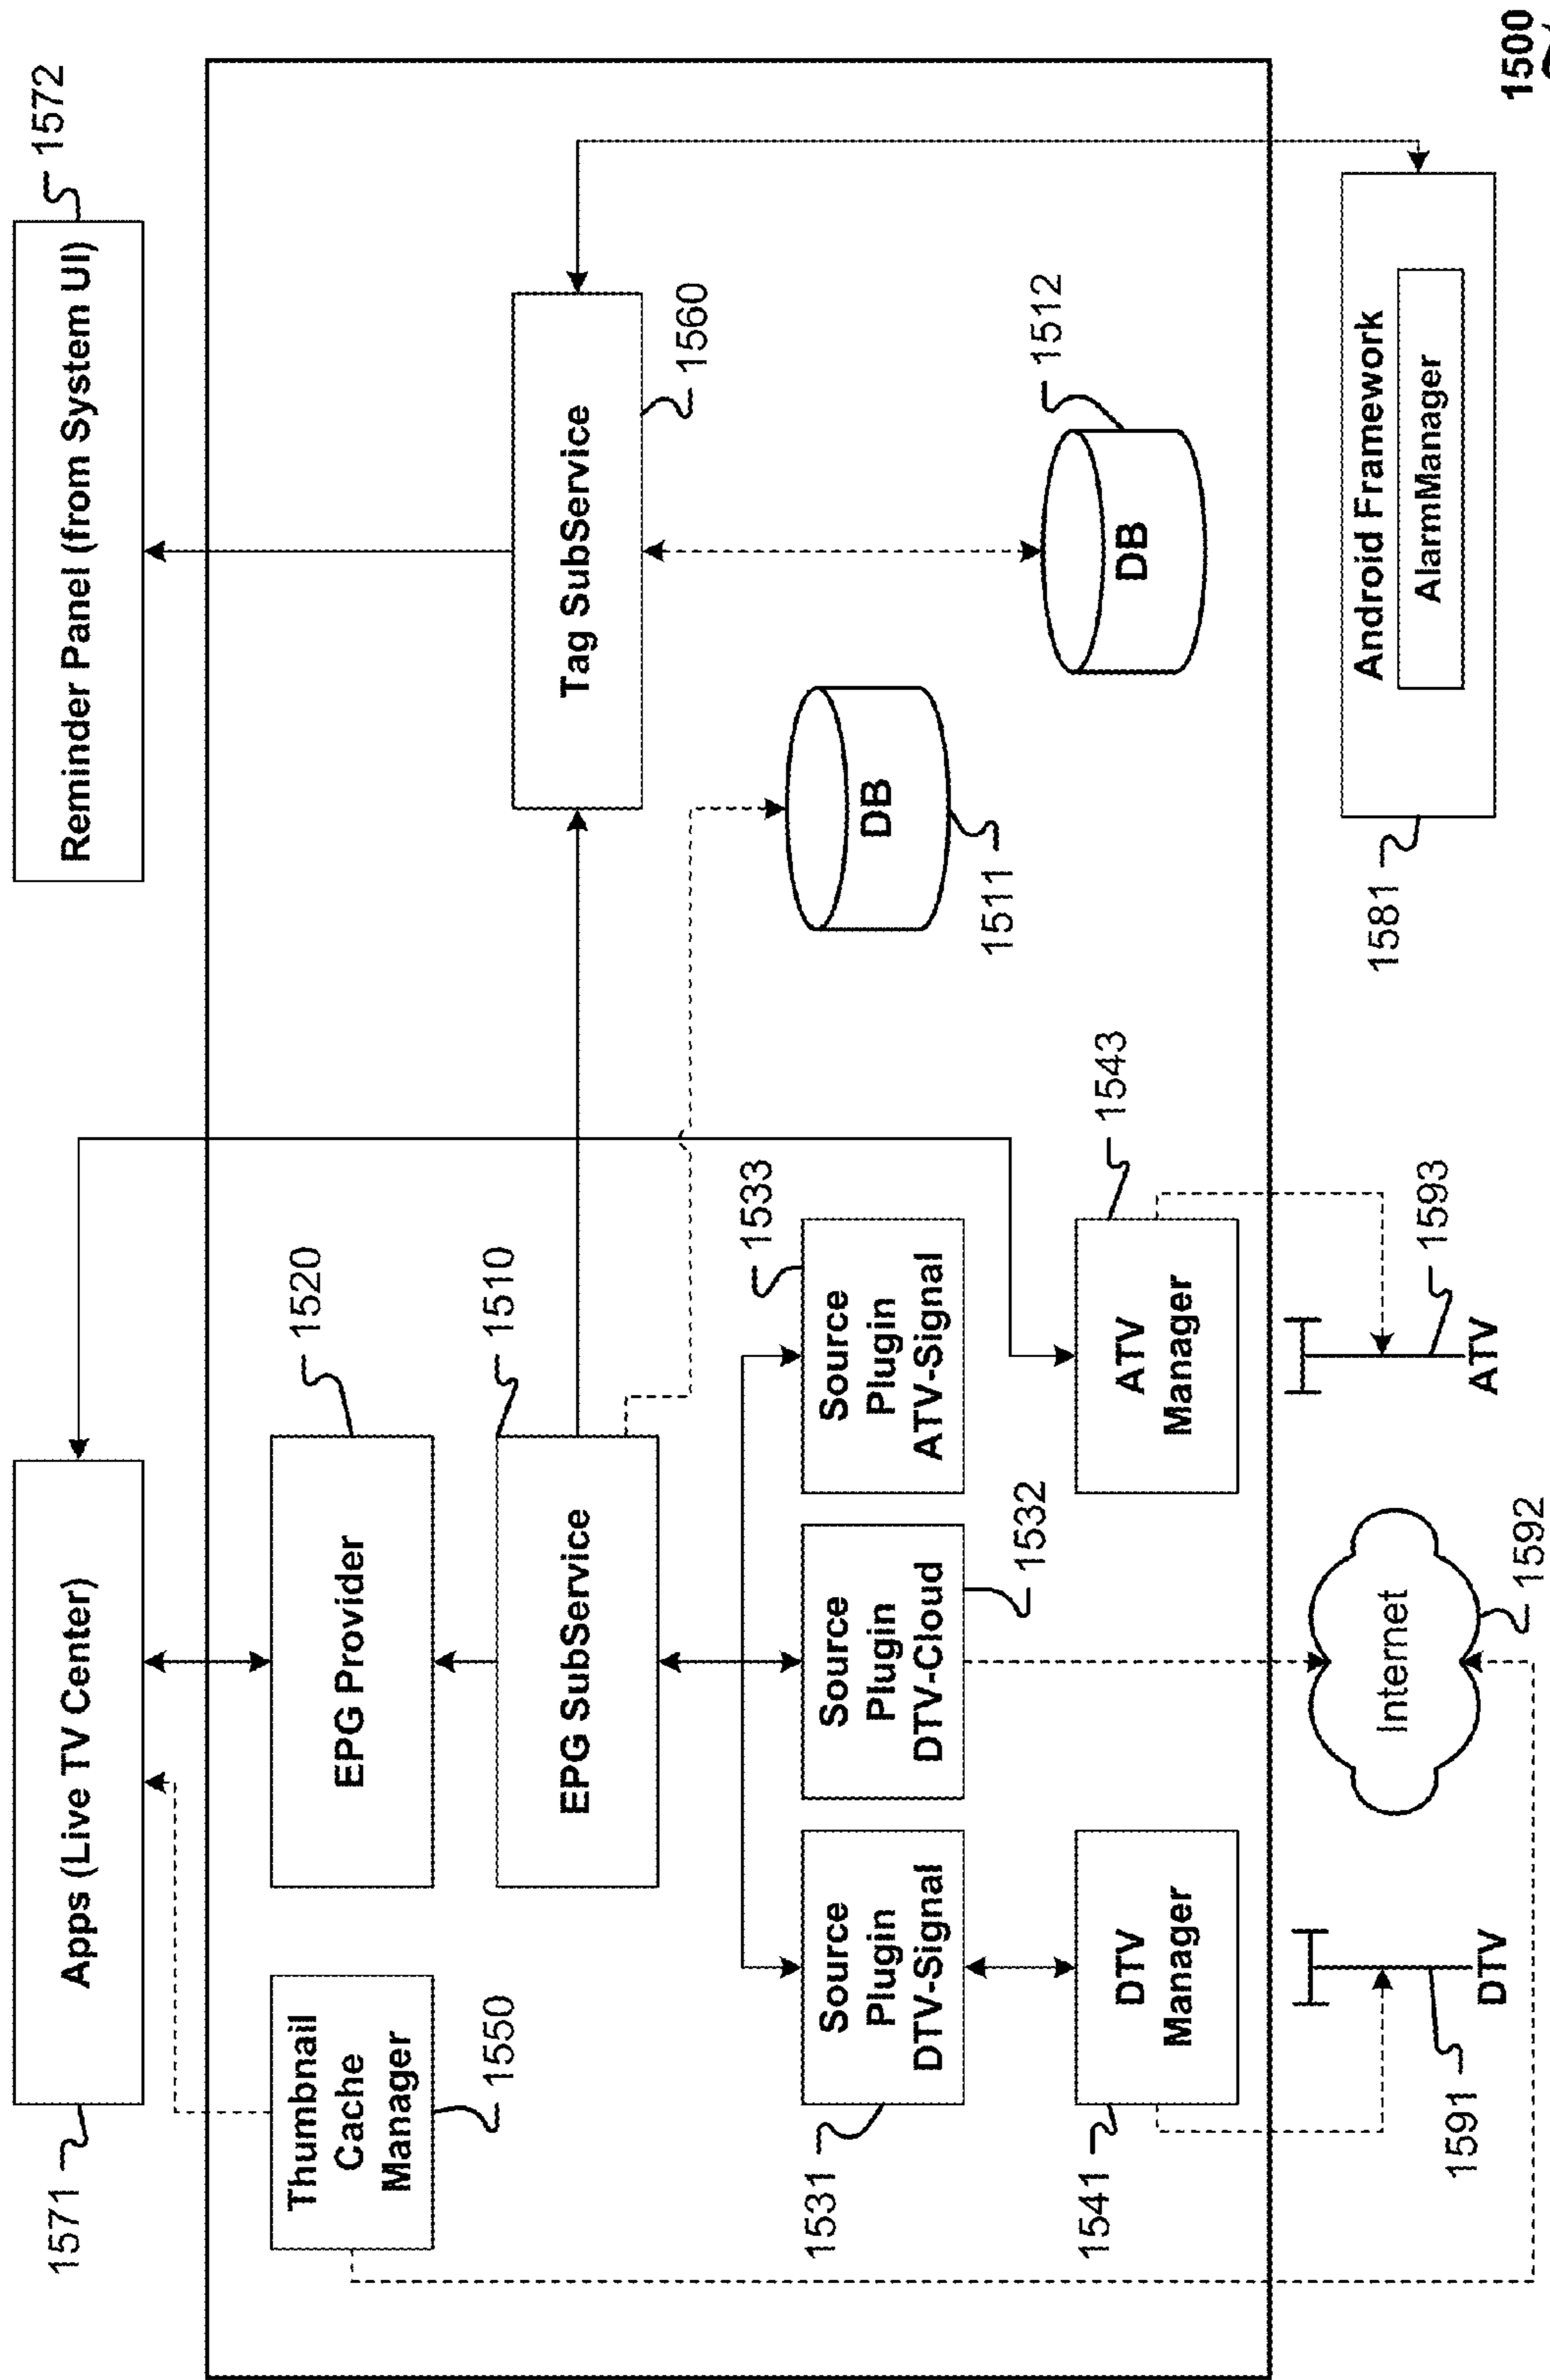 1571
Apps (Live TV Center)
Reminder Panel (from System UI)
1572
Thumbnail
Cache
Manager
1550
EPG Provider
1520
EPG SubService
1510
Tag SubService
1560
1531
Source
Plugin
DTV-Signal
Source
Plugin
DTV-Cloud
1532
Source
Plugin
ATV-Signal
1533
DB
1511
DB
1512
1541
DTV
Manager
ATV
Manager
1543
1591
DTV
Internet
1592
1593
ATV
1581
Android Framework
AlarmManager
1500